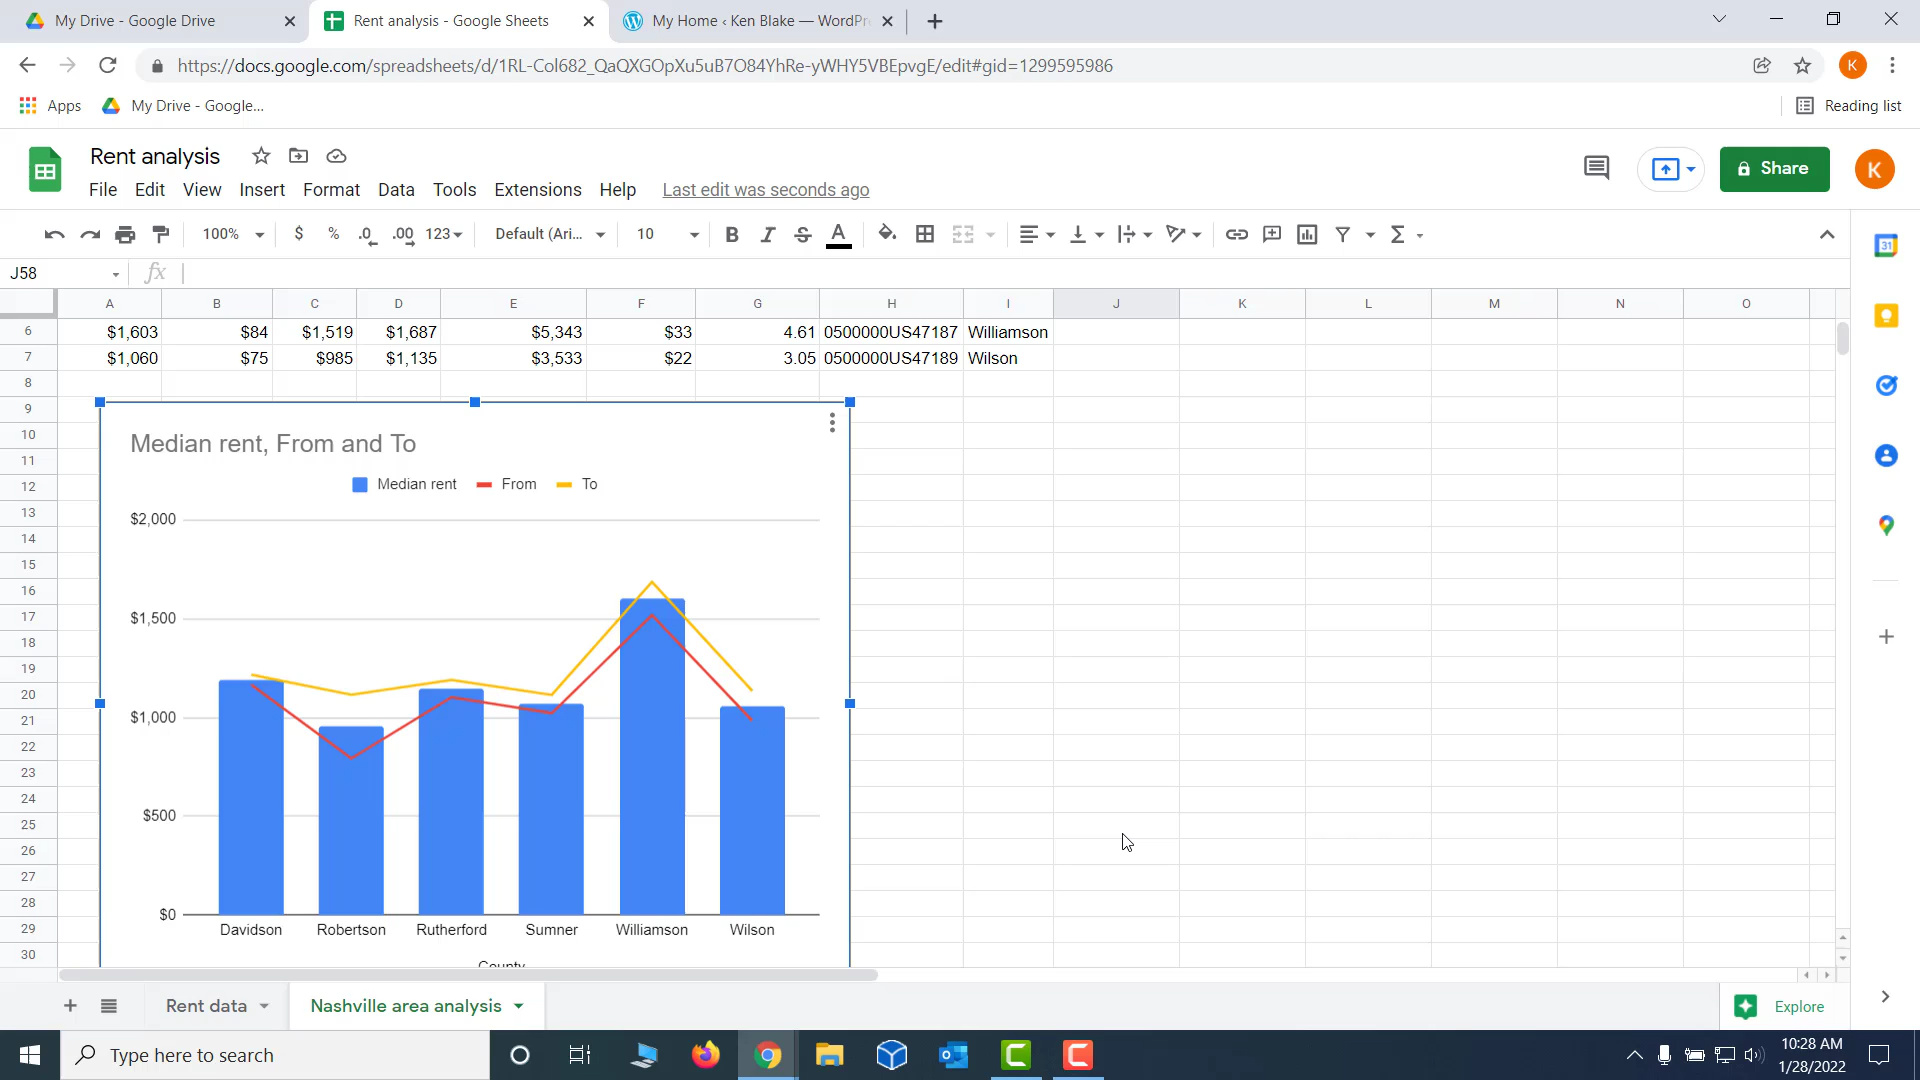 My Drive - Google Drive
Rent analysis - Google Sheets
My Home ‹ Ken Blake — WordPr
https://docs.google.com/spreadsheets/d/1RL-Col682_QaQXGOpXu5uB7O84YhRe-yWHY5VBEpvgE/edit#gid=1299595986
K
Apps
My Drive - Google...
Reading list
Rent analysis
File Edit View Insert Format Data Tools Extensions Help
Last edit was seconds ago
Share
K
100%
$ % .0 .00 123
Default (Ari...
10
B I S A
Σ
31
J58
fx
A B C D E F G H I J K L M N O
6 $1,603 $84 $1,519 $1,687 $5,343 $33 4.61 0500000US47187 Williamson
7 $1,060 $75 $985 $1,135 $3,533 $22 3.05 0500000US47189 Wilson
8
9
10
11
12
13
14
15
16
17
18
19
20
21
22
23
24
25
26
27
28
29
30
Median rent, From and To
Median rent From To
$2,000
$1,500
$1,000
$500
$0
Davidson Robertson Rutherford Sumner Williamson Wilson
County
Rent data
Nashville area analysis
Explore
Type here to search
10:28 AM
1/28/2022